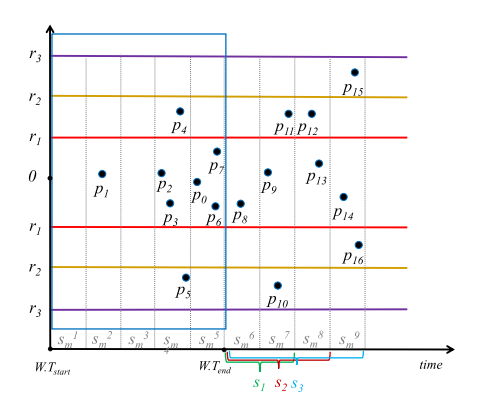 r3
p15
r2
p4
p11 p12
r1
p7
0
p1
p2
p0
p9
p13
p3
p6
p8
p14
r1
p16
r2
p5
p10
r3
Sm1 Sm2 Sm3 Sm4 Sm5 Sm6 Sm7 Sm8 Sm9
W.Tstart
W.Tend
time
s1 s2 s3